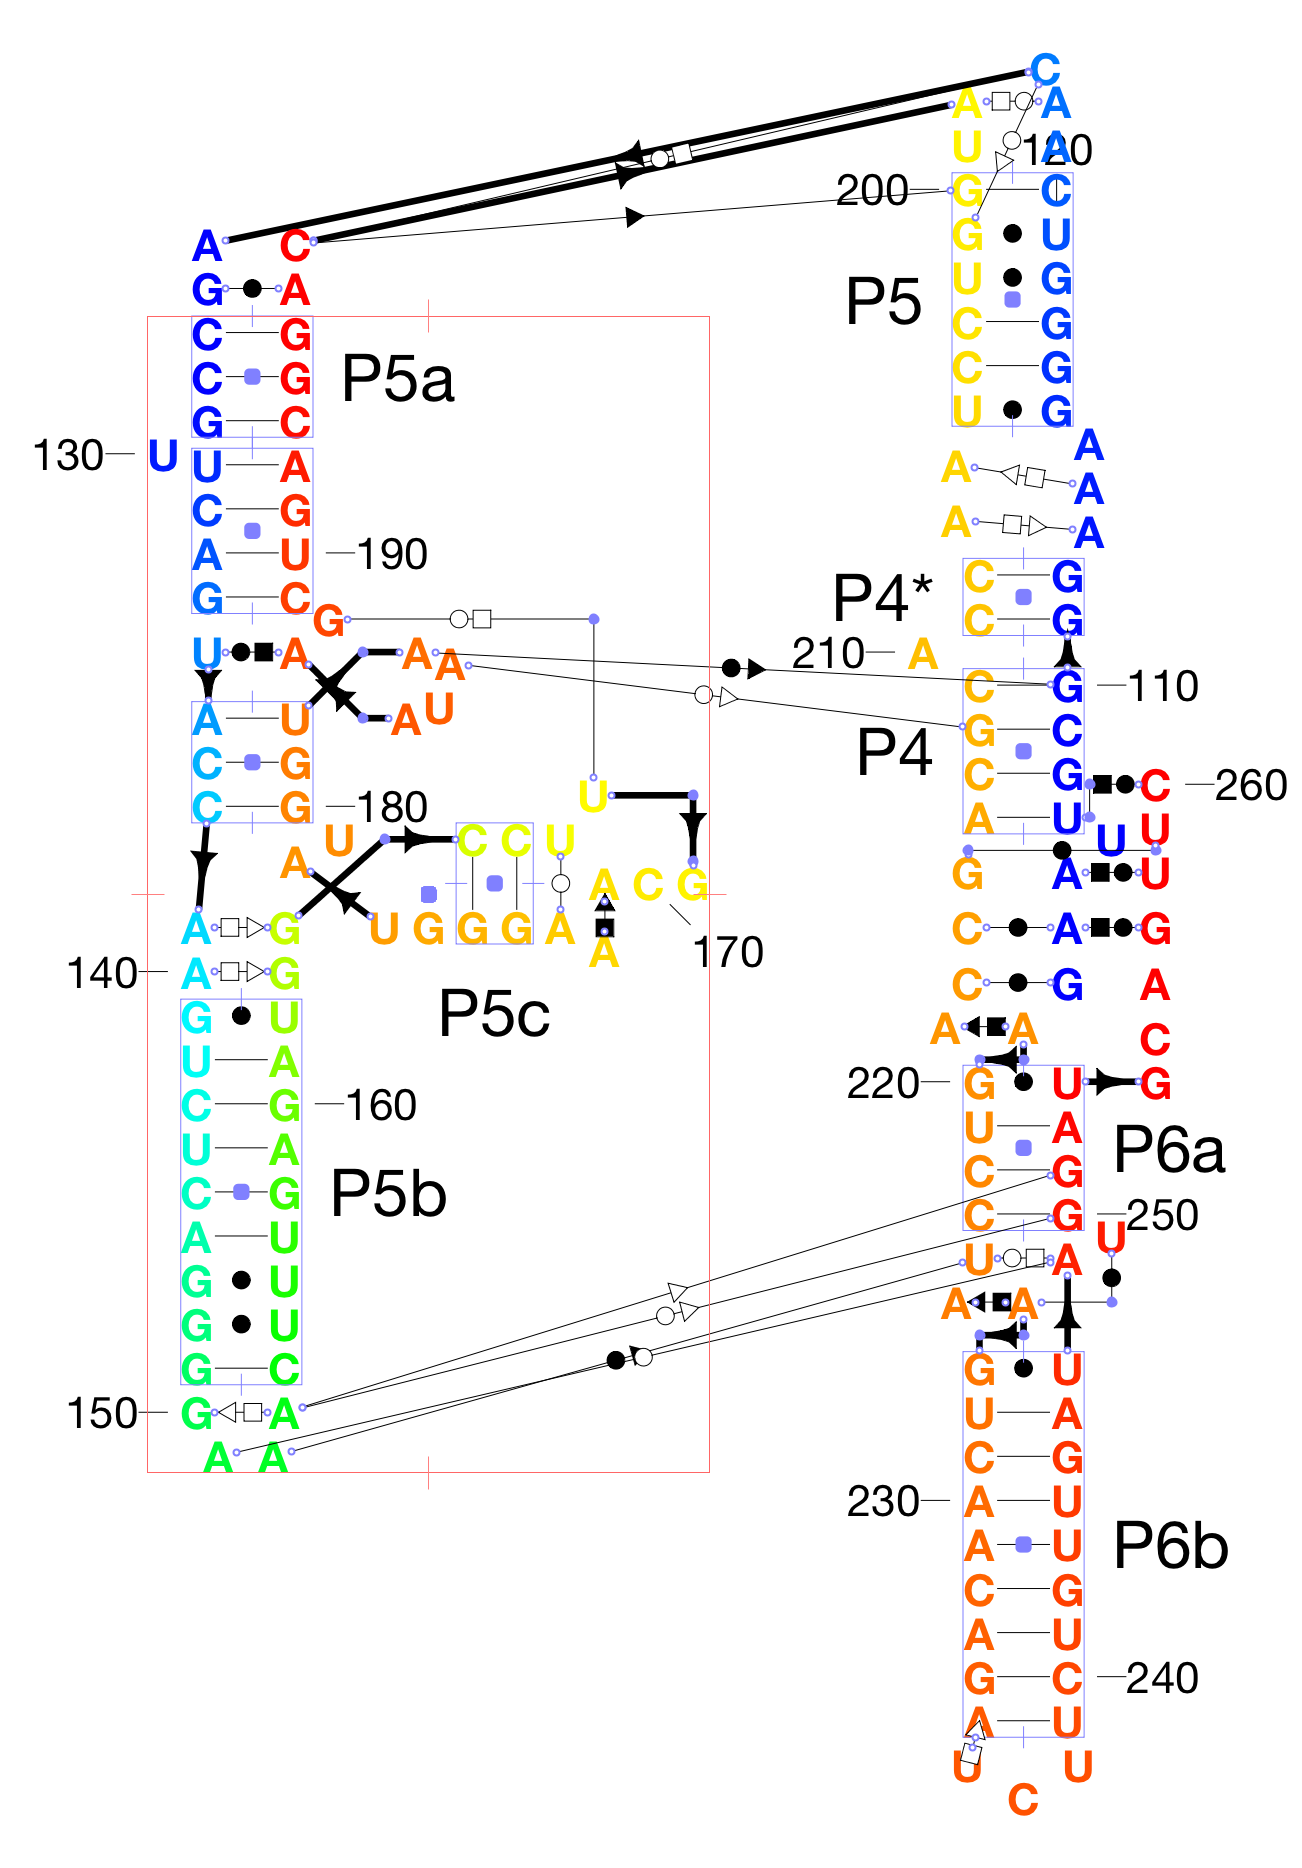 A C
G A
C G
C G
P5a
G C
130 U U A
C G
A U 190
G C G
U A A A
A U A U
C G
C G 180
U
U C C U
A
A C G
A G U G G G A
A
170
140 A G
G U
P5c
U A
C G 160
U A
C G
P5b
A U
G U
G U
G C
150 G A
A A
C
A A
U A
120
200 G C
G U
U G
P5
C G
C G
U G
A
A A
A A
C G
P4*
C G
210 A
C G 110
G C
P4
C G C 260
A U U U
G A U
C A G
C G A
A A C
220 G U G
U A
P6a
C G
C G 250
U
U A
A A
G U
U A
C G
230 A U
A U
P6b
C G
A U
G C 240
A U
U U
C